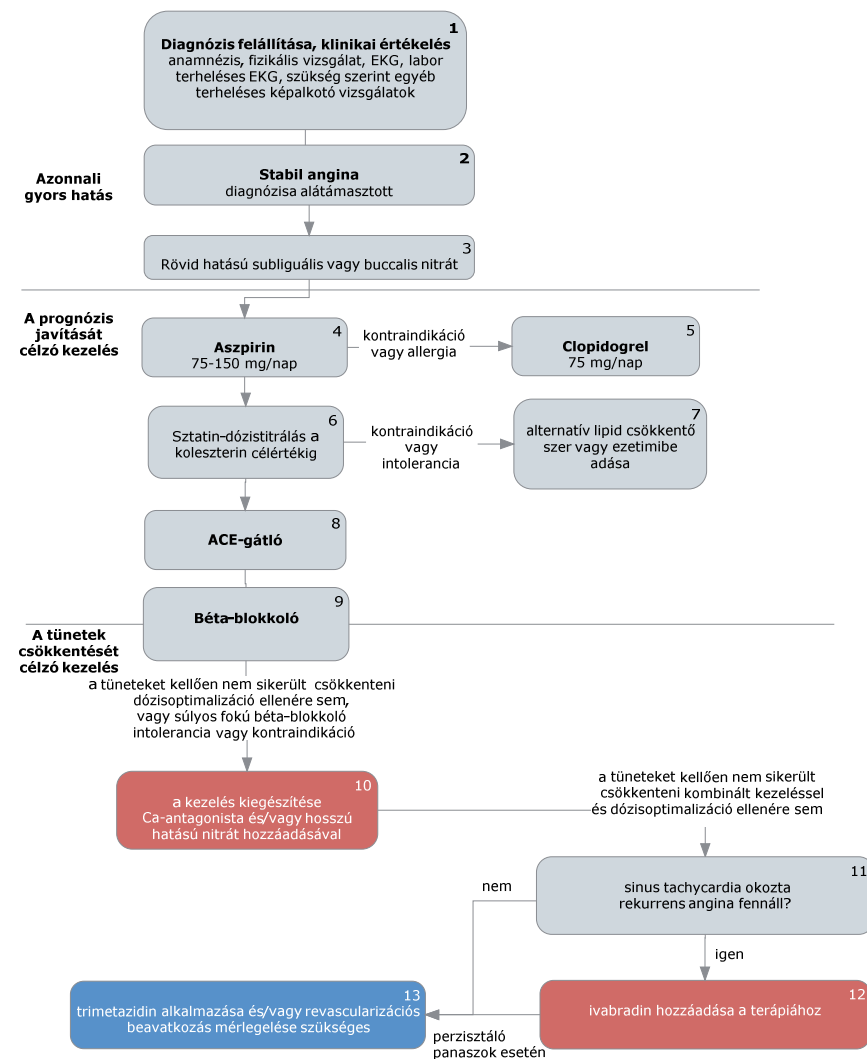 1
Diagnózis felállítása, klinikai értékelés
anamnézis, fizikális vizsgálat, EKG, labor
terheléses EKG, szükség szerint egyéb
terheléses képalkotó vizsgálatok
Azonnali
gyors hatás
2
Stabil angina
diagnózisa alátámasztott
3
Rövid hatású subliguális vagy buccalis nitrát
A prognózis
javítását
célzó kezelés
4
Aszpirin
75-150 mg/nap
kontraindikáció
vagy allergia
5
Clopidogrel
75 mg/nap
6
Sztatin-dózistitrálás a
koleszterin célértékig
kontraindikáció
vagy
intolerancia
7
alternatív lipid csökkentő
szer vagy ezetimibe
adása
8
ACE-gátló
9
Béta-blokkoló
A tünetek
csökkentését
célzó kezelés
a tüneteket kellően nem sikerült csökkenteni
dózisoptimalizáció ellenére sem,
vagy súlyos fokú béta-blokkoló
intolerancia vagy kontraindikáció
10
a kezelés kiegészítése
Ca-antagonista és/vagy hosszú
hatású nitrát hozzáadásával
a tüneteket kellően nem sikerült
csökkenteni kombinált kezeléssel
és dózisoptimalizáció ellenére sem
11
sinus tachycardia okozta
rekurrens angina fennáll?
nem
igen
12
ivabradin hozzáadása a terápiához
13
trimetazidin alkalmazása és/vagy revascularizációs
beavatkozás mérlegelése szükséges
perzisztáló
panaszok esetén